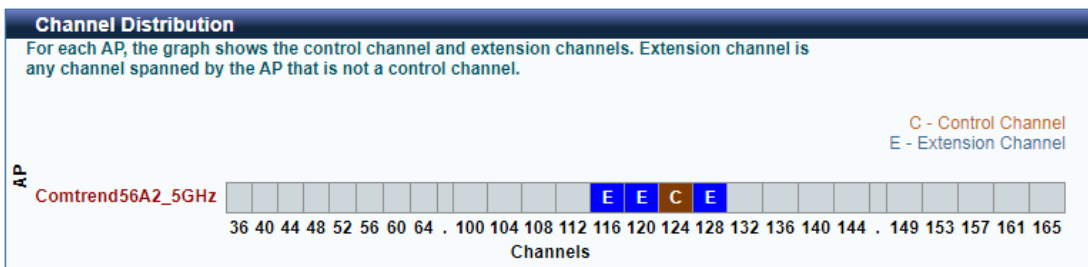 Channel Distribution
For each AP, the graph shows the control channel and extension channels. Extension channel is
any channel spanned by the AP that is not a control channel.
C - Control Channel
E - Extension Channel
AP
Comtrend56A2_5GHz E E C E
36 40 44 48 52 56 60 64 . 100 104 108 112 116 120 124 128 132 136 140 144 . 149 153 157 161 165
Channels